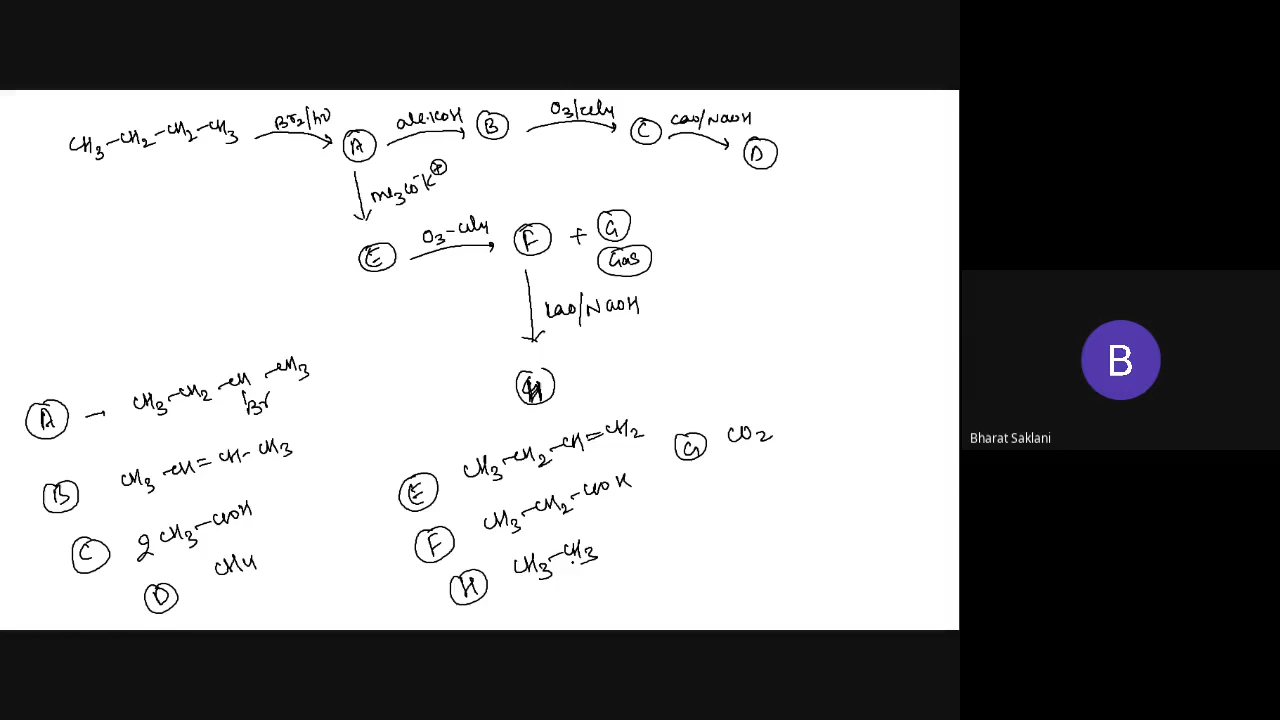 CH3-CH2-CH2-CH3 Br2/hν A alc.KOH B O3/CCl4 C CaO/NaOH D
Me3CO-K+
E O3-CCl4 F + G
Gas
CaO/NaOH
H
A → CH3-CH2-CH-CH3
Br
B CH3-CH=CH-CH3
C 2CH3-COOH
D CH4
E CH3-CH2-CH=CH2 G CO2
F CH3-CH2-COOH
H CH3-CH3
B
Bharat Saklani